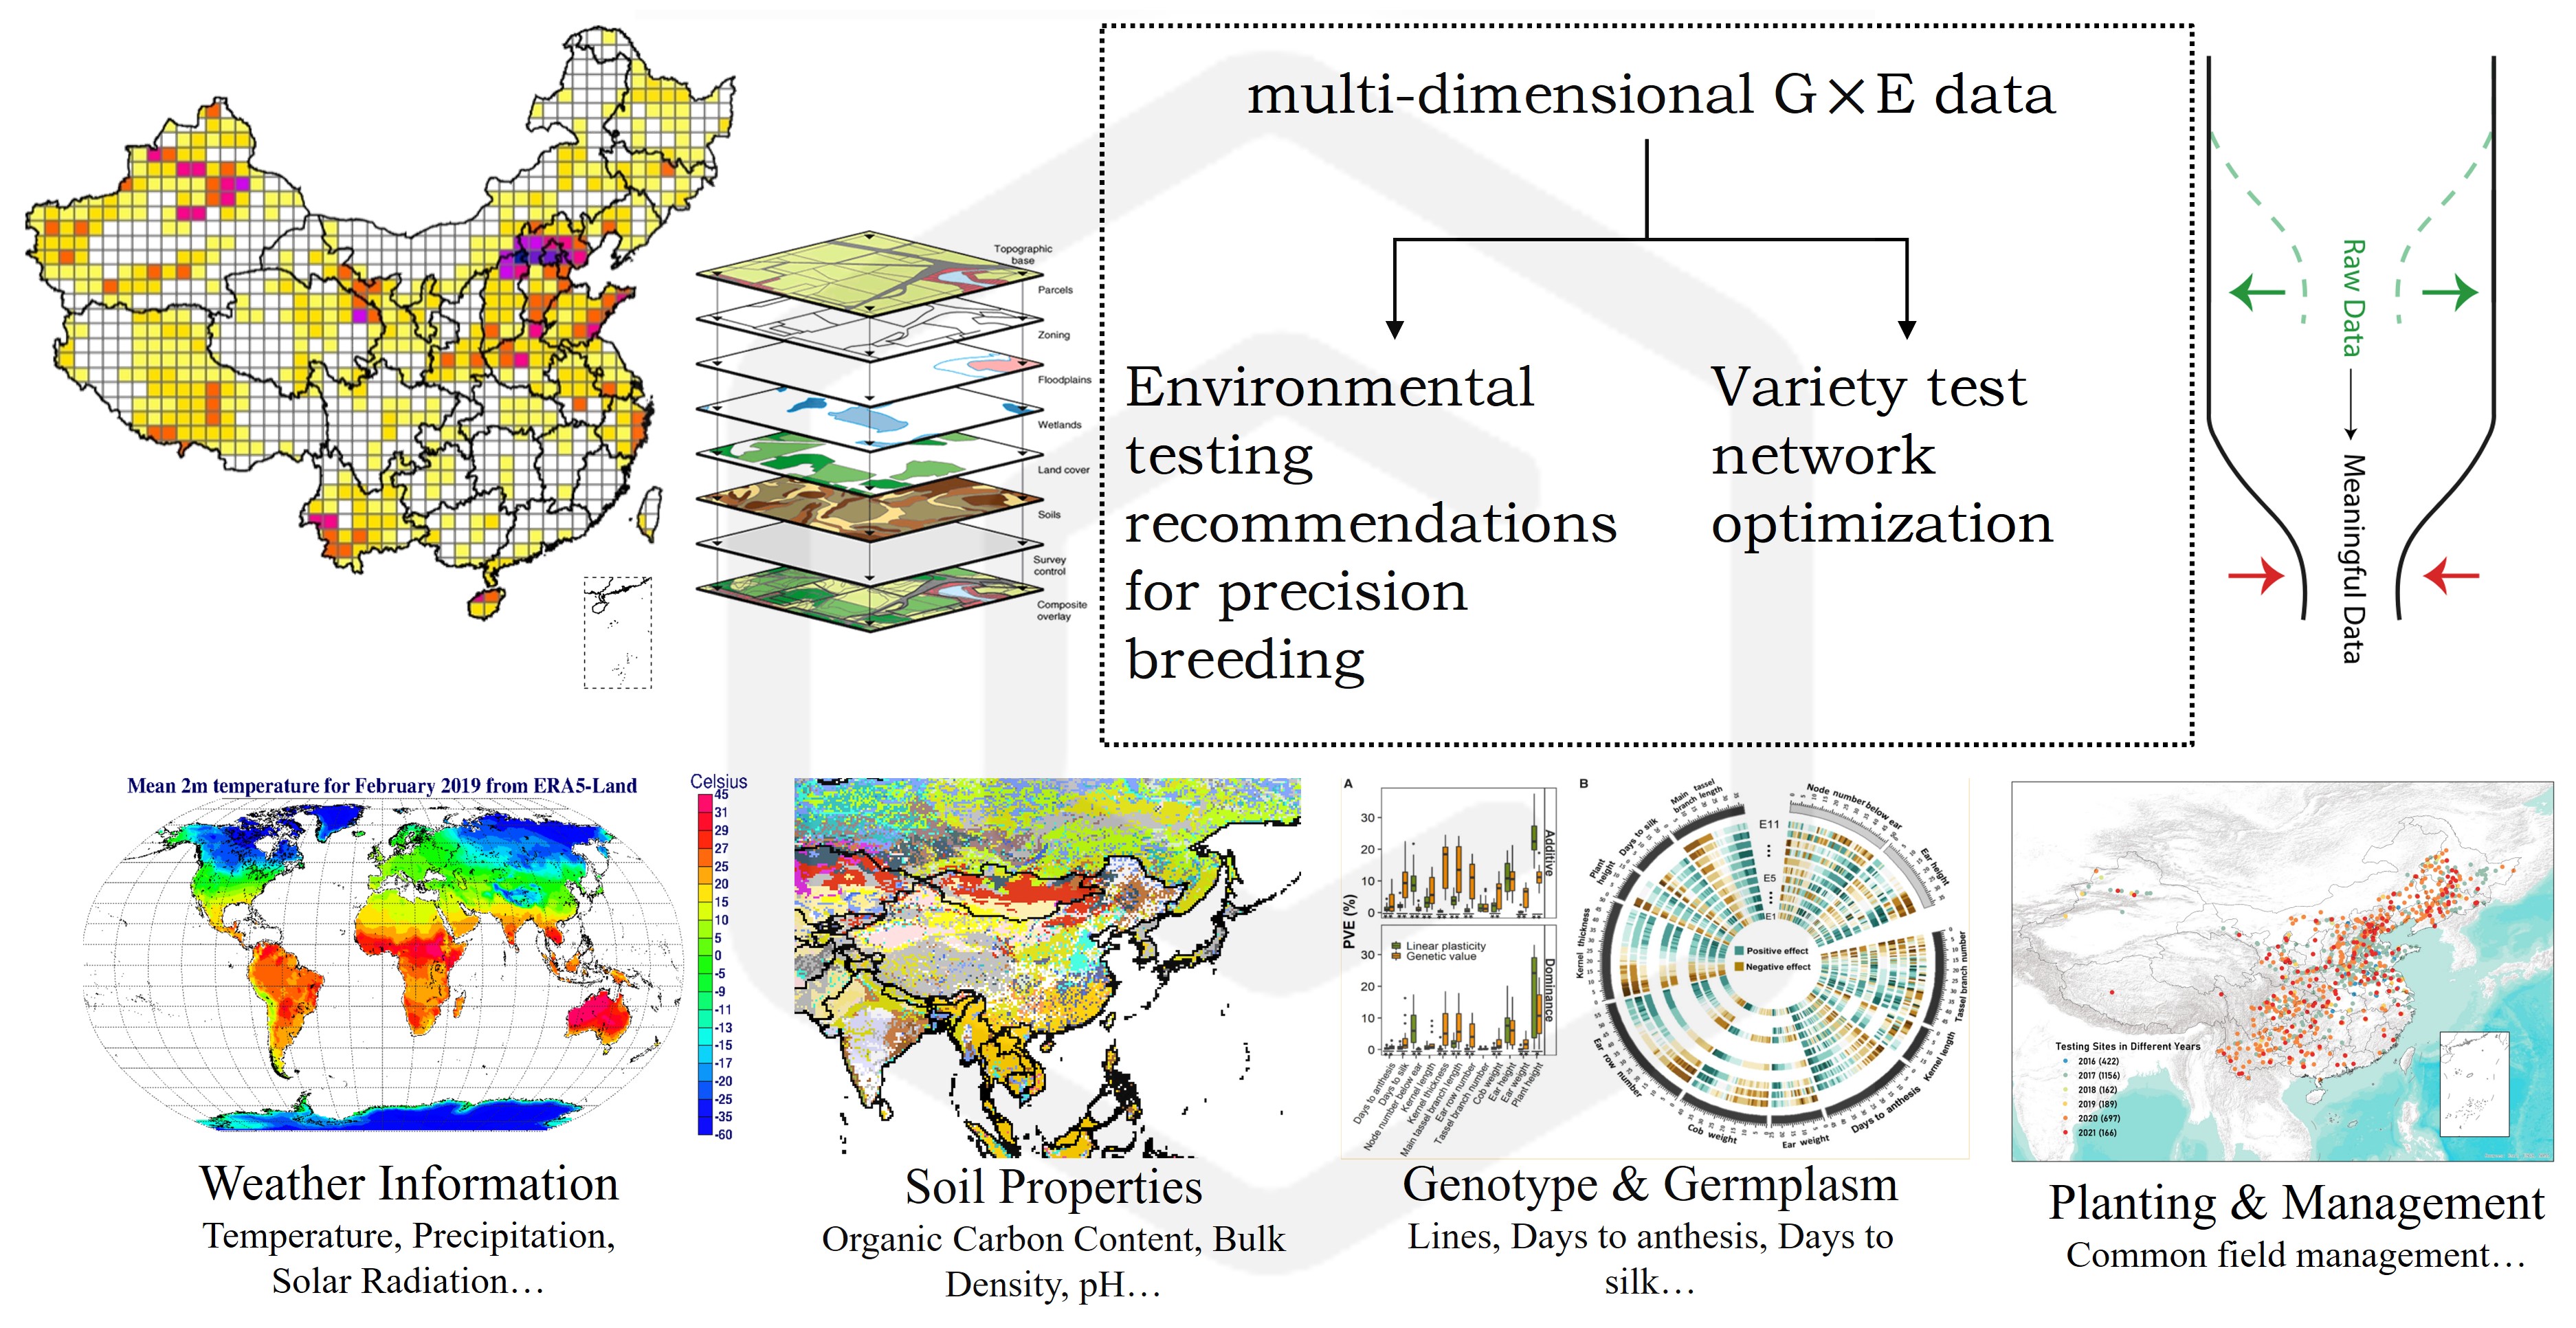 multi-dimensional G×E data
Environmental
testing
recommendations
for precision
breeding
Variety test
network
optimization
Raw Data
Meaningful Data
Topographic
base
Parcels
Zoning
Floodplains
Wetlands
Land cover
Soils
Survey
control
Composite
overlay
Mean 2m temperature for February 2019 from ERA5-Land
Celsius
45
31
29
27
25
20
15
10
5
0
-5
-9
-11
-13
-15
-17
-20
-25
-35
-60
Weather Information
Temperature, Precipitation,
Solar Radiation…
Soil Properties
Organic Carbon Content, Bulk
Density, pH…
A
PVE (%)
30
20
10
0
Additive
Linear plasticity
Genetic value
30
20
10
0
Dominance
Days to anthesis
Days to silk
Node number below ear
Kernel length
Kernel thickness
Main tassel branch length
Ear row number
Tassel branch number
Cob weight
Ear height
Ear weight
Plant height
B
Main tassel
branch length
Node number below ear
Ear height
Tassel branch number
Kernel length
Days to anthesis
Ear weight
Cob weight
Ear row number
Kernel thickness
Plant
height
Days to silk
E11
E5
E1
Positive effect
Negative effect
Genotype & Germplasm
Lines, Days to anthesis, Days to
silk…
Testing Sites in Different Years
2016 (422)
2017 (1156)
2018 (162)
2019 (189)
2020 (697)
2021 (166)
Planting & Management
Common field management…